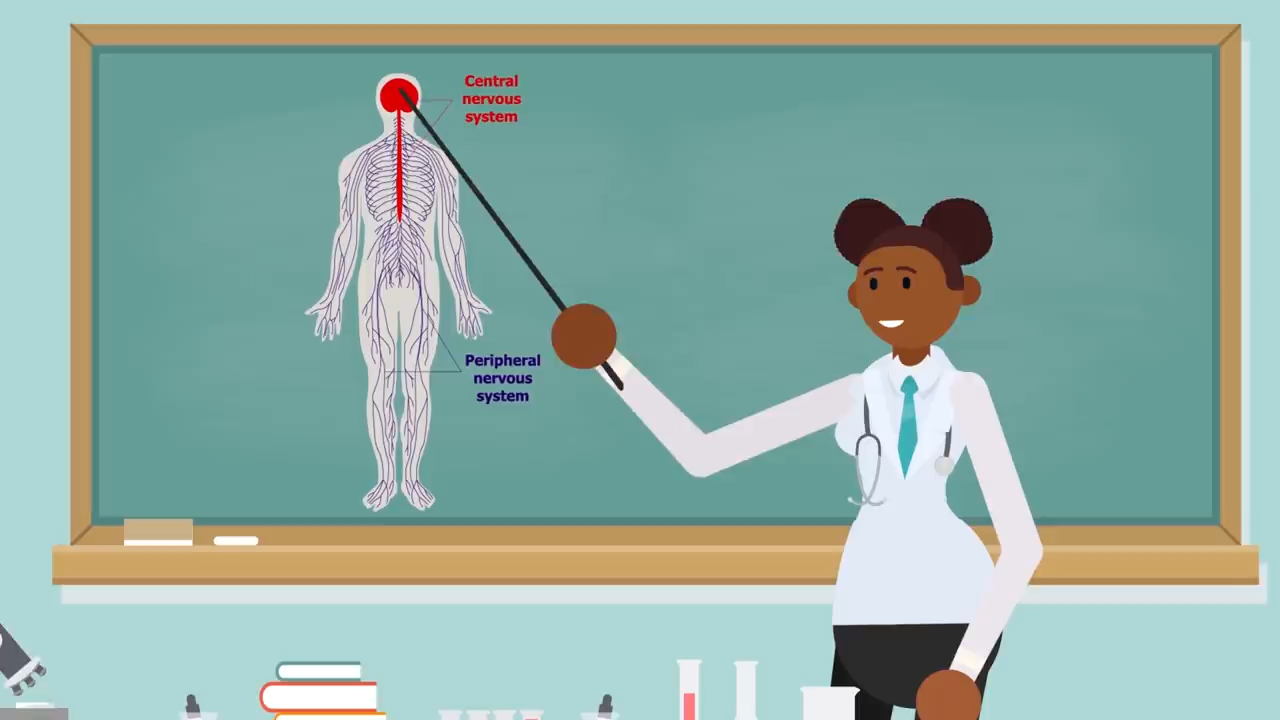 Central
nervous
system
Peripheral
nervous
system